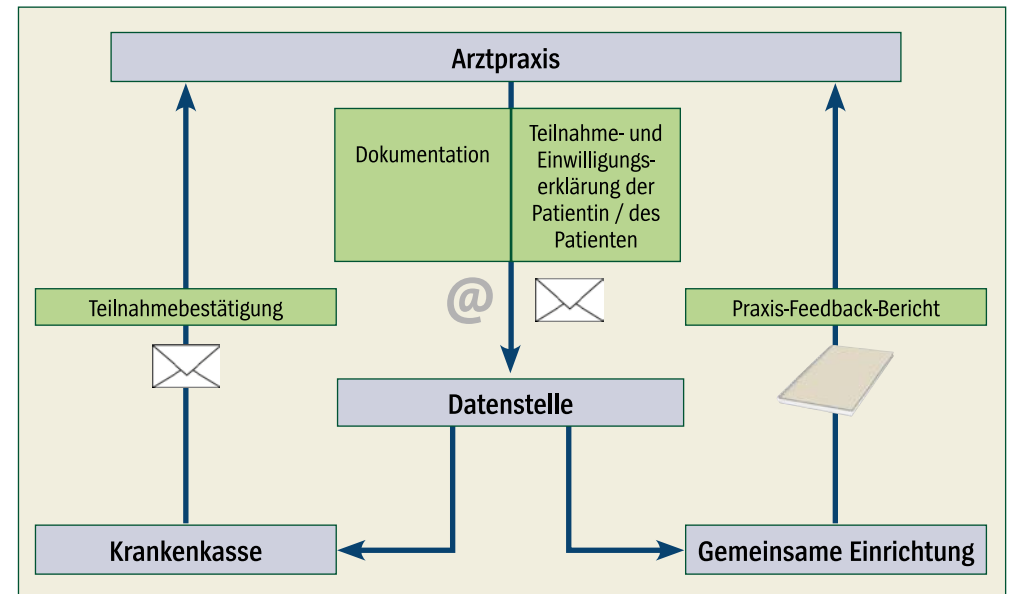 Arztpraxis
Dokumentation
Teilnahme- und
Einwilligungs-
erklärung der
Patientin / des
Patienten
@
Teilnahmebestätigung
Praxis-Feedback-Bericht
Datenstelle
Krankenkasse
Gemeinsame Einrichtung